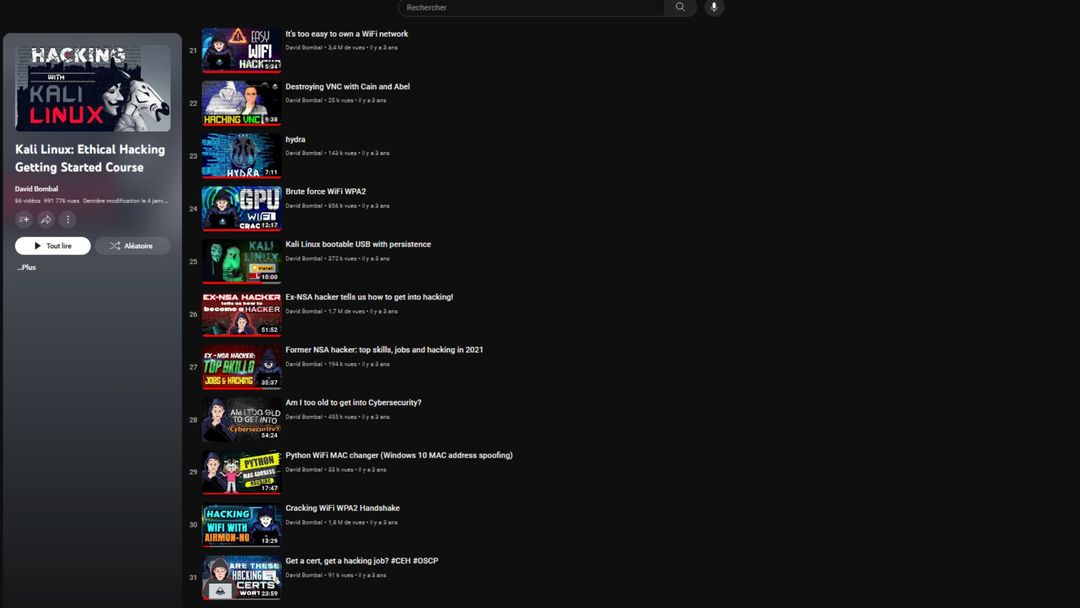 Rechercher
HACKING
WITH
KALI
LINUX
Kali Linux: Ethical Hacking
Getting Started Course
David Bombal
86 vidéos 991 776 vues Dernière modification le 4 janv...
Tout lire
Aléatoire
...Plus
21
EASY
WIFI
HACKING
5:34
It's too easy to own a WiFi network
David Bombal • 3,4 M de vues • il y a 3 ans
22
HACKING VNC
9:38
Destroying VNC with Cain and Abel
David Bombal • 25 k vues • il y a 3 ans
23
HYDRA
7:11
hydra
David Bombal • 143 k vues • il y a 3 ans
24
GPU
WIFI
CRAC
12:17
Brute force WiFi WPA2
David Bombal • 856 k vues • il y a 3 ans
25
KALI
LINUX
Install
10:00
Kali Linux bootable USB with persistence
David Bombal • 372 k vues • il y a 3 ans
26
EX-NSA HACKER
tells us how to
become a HACKER
51:52
Ex-NSA hacker tells us how to get into hacking!
David Bombal • 1,7 M de vues • il y a 3 ans
27
EX-NSA HACKER:
TOP SKILLS
JOBS & HACKING
35:37
Former NSA hacker: top skills, jobs and hacking in 2021
David Bombal • 194 k vues • il y a 3 ans
28
AM I TOO OLD
TO GET INTO
Cybersecurity?
54:24
Am I too old to get into Cybersecurity?
David Bombal • 455 k vues • il y a 3 ans
29
PYTHON
MAC ADDRESS
HACKING
17:47
Python WiFi MAC changer (Windows 10 MAC address spoofing)
David Bombal • 33 k vues • il y a 3 ans
30
HACKING
WIFI WITH
AIRMON-NG
13:29
Cracking WiFi WPA2 Handshake
David Bombal • 1,8 M de vues • il y a 3 ans
31
ARE THESE
HACKING
CERTS
WORT
23:59
Get a cert, get a hacking job? #CEH #OSCP
David Bombal • 91 k vues • il y a 3 ans